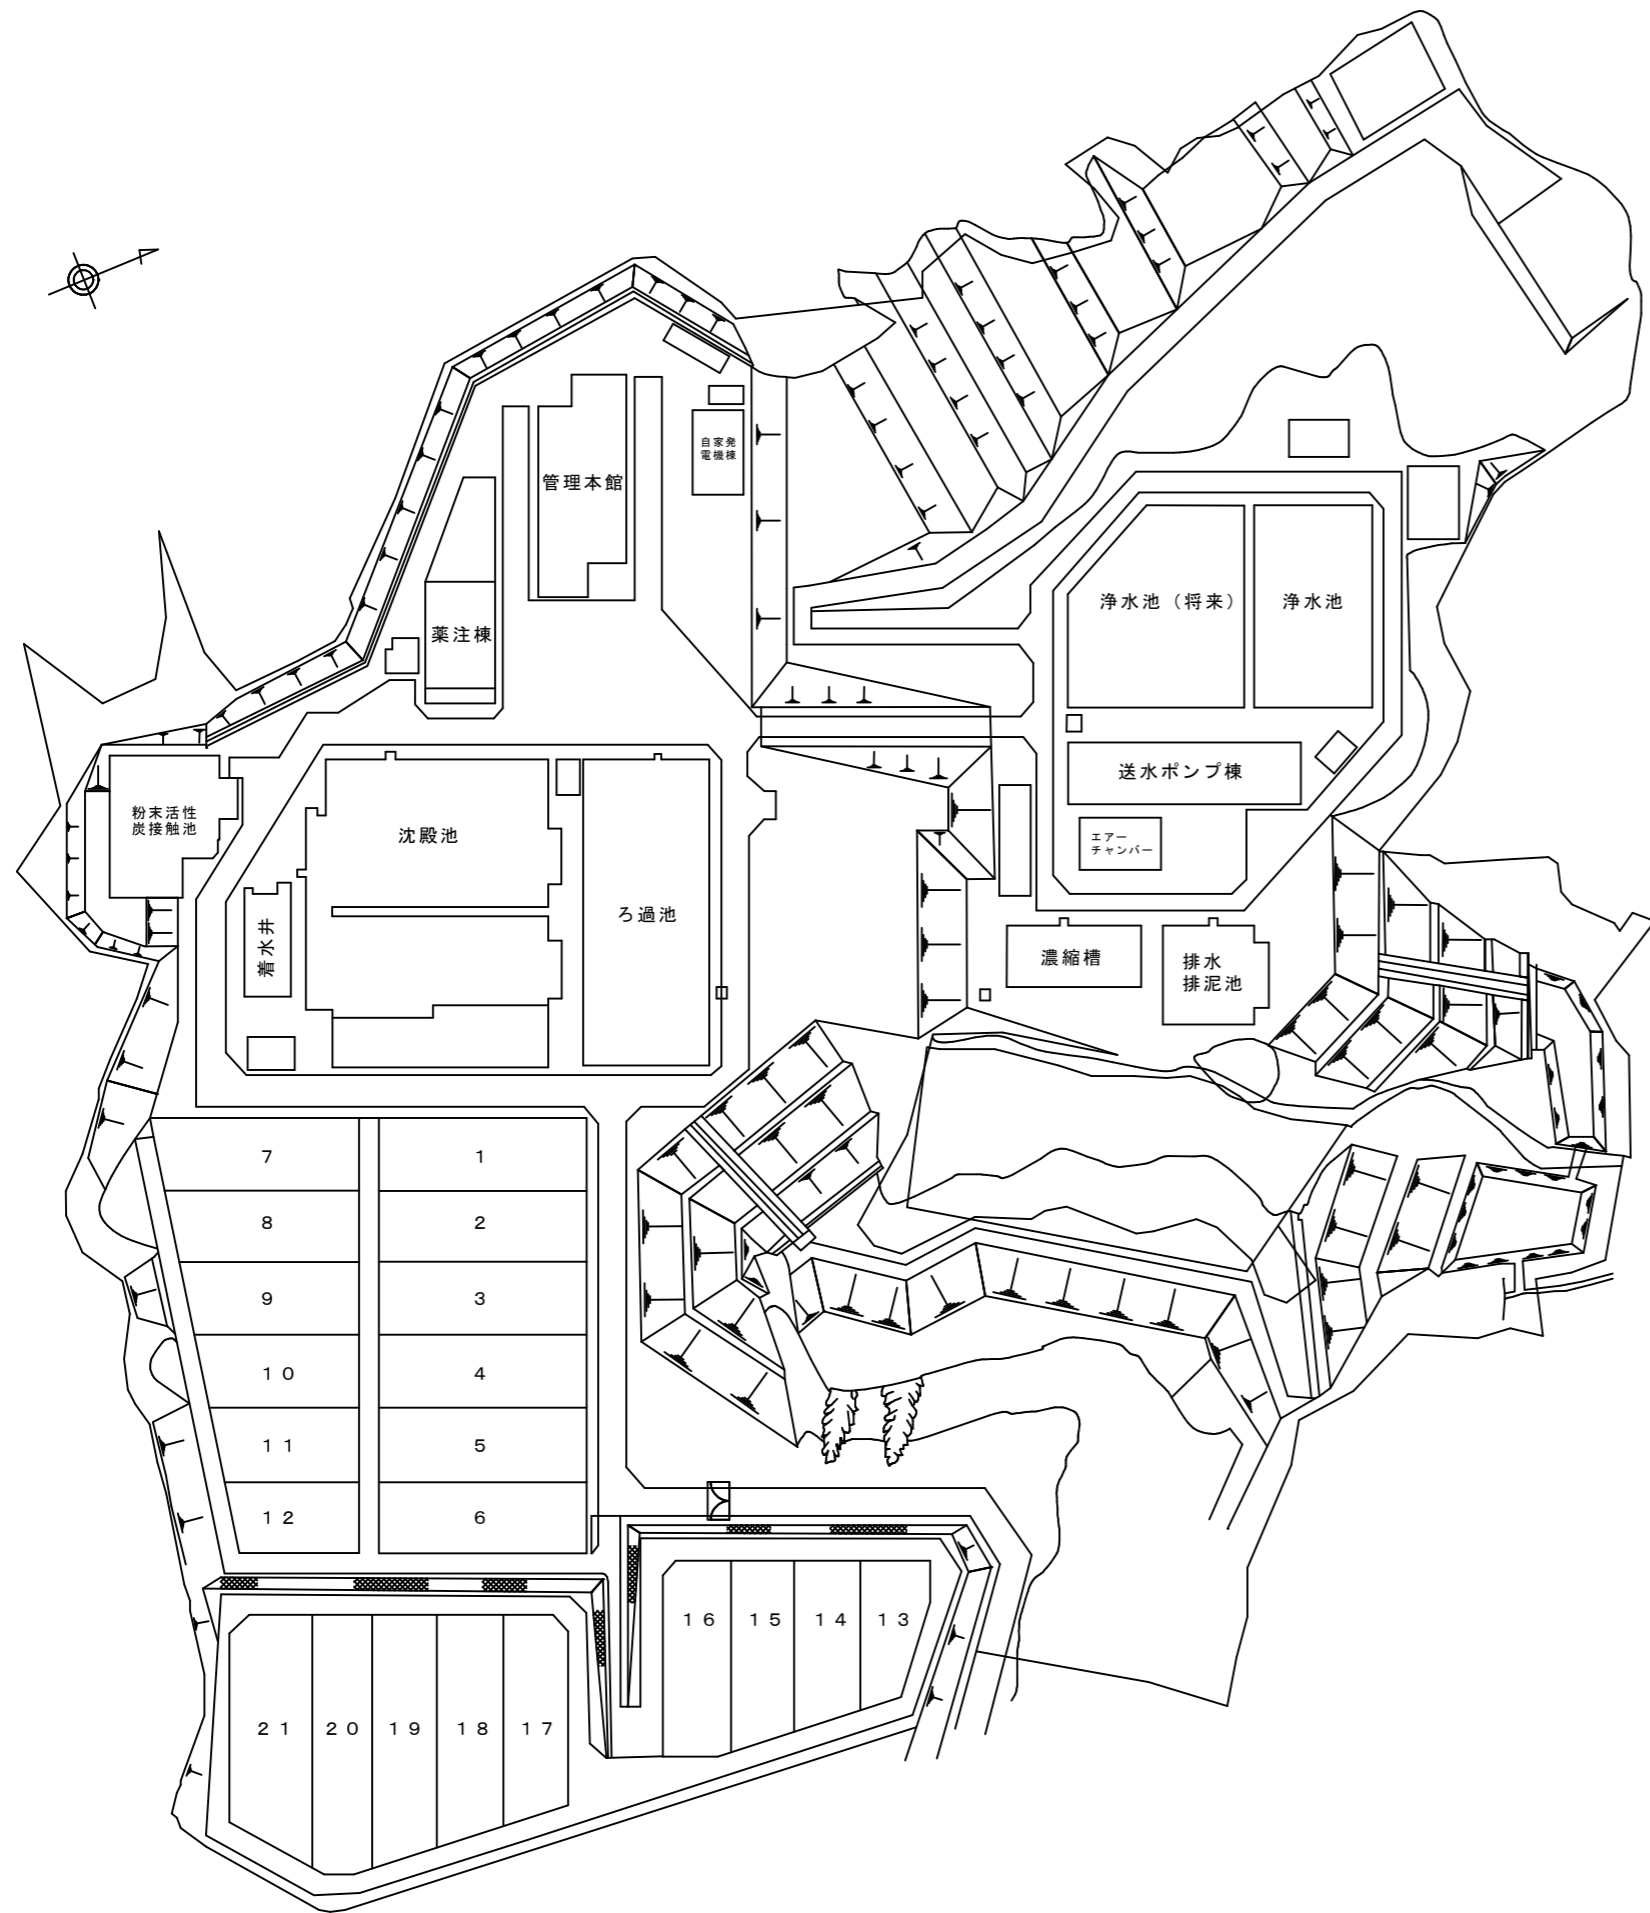 自家発
電機棟
管理本館
薬注棟
浄水池（将来）
浄水池
送水ポンプ棟
エアー
チャンバー
粉末活性
炭接触池
沈殿池
ろ過池
着水井
濃縮槽
排水
排泥池
７
１
８
２
９
３
１０
４
１１
５
１２
６
１６
１５
１４
１３
２１
２０
１９
１８
１７